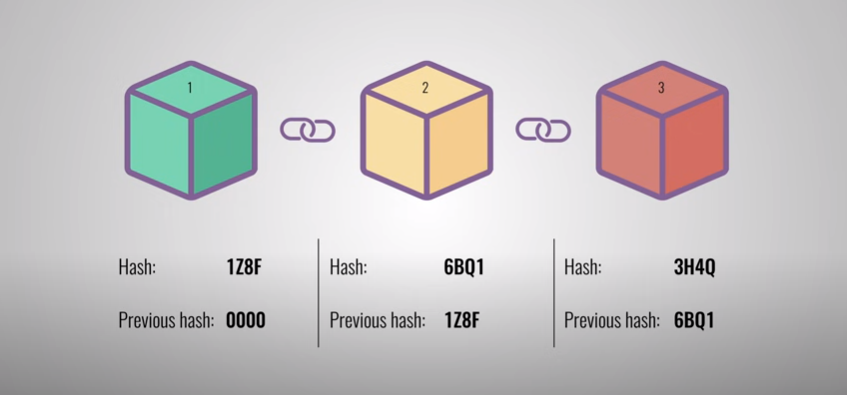 1
2
3
Hash: 1Z8F
Previous hash: 0000
Hash: 6BQ1
Previous hash: 1Z8F
Hash: 3H4Q
Previous hash: 6BQ1